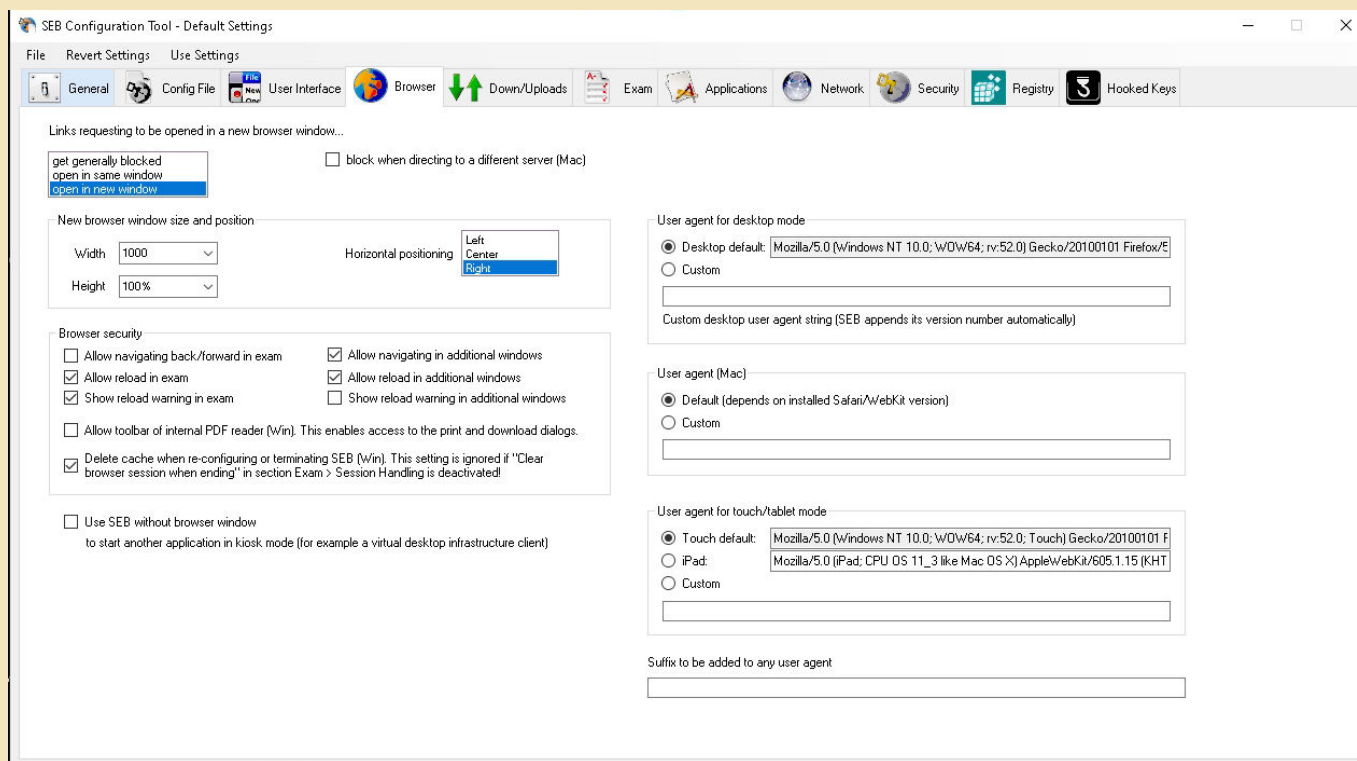 SEB Configuration Tool - Default Settings
File Revert Settings Use Settings
General Config File User Interface Browser Down/Uploads Exam Applications Network Security Registry Hooked Keys
Links requesting to be opened in a new browser window...
get generally blocked
open in same window
open in new window
block when directing to a different server (Mac)
New browser window size and position
Width 1000
Height 100%
Horizontal positioning
Left
Center
Right
Browser security
Allow navigating back/forward in exam
Allow navigating in additional windows
Allow reload in exam
Allow reload in additional windows
Show reload warning in exam
Show reload warning in additional windows
Allow toolbar of internal PDF reader (Win). This enables access to the print and download dialogs.
Delete cache when re-configuring or terminating SEB (Win). This setting is ignored if "Clear
browser session when ending" in section Exam > Session Handling is deactivated!
Use SEB without browser window
to start another application in kiosk mode (for example a virtual desktop infrastructure client)
User agent for desktop mode
Desktop default: Mozilla/5.0 (Windows NT 10.0; WOW64; rv:52.0) Gecko/20100101 Firefox/5
Custom
Custom desktop user agent string (SEB appends its version number automatically)
User agent (Mac)
Default (depends on installed Safari/WebKit version)
Custom
User agent for touch/tablet mode
Touch default: Mozilla/5.0 (Windows NT 10.0; WOW64; rv:52.0; Touch) Gecko/20100101 F
iPad: Mozilla/5.0 (iPad; CPU OS 11_3 like Mac OS X) AppleWebKit/605.1.15 (KHT
Custom
Suffix to be added to any user agent